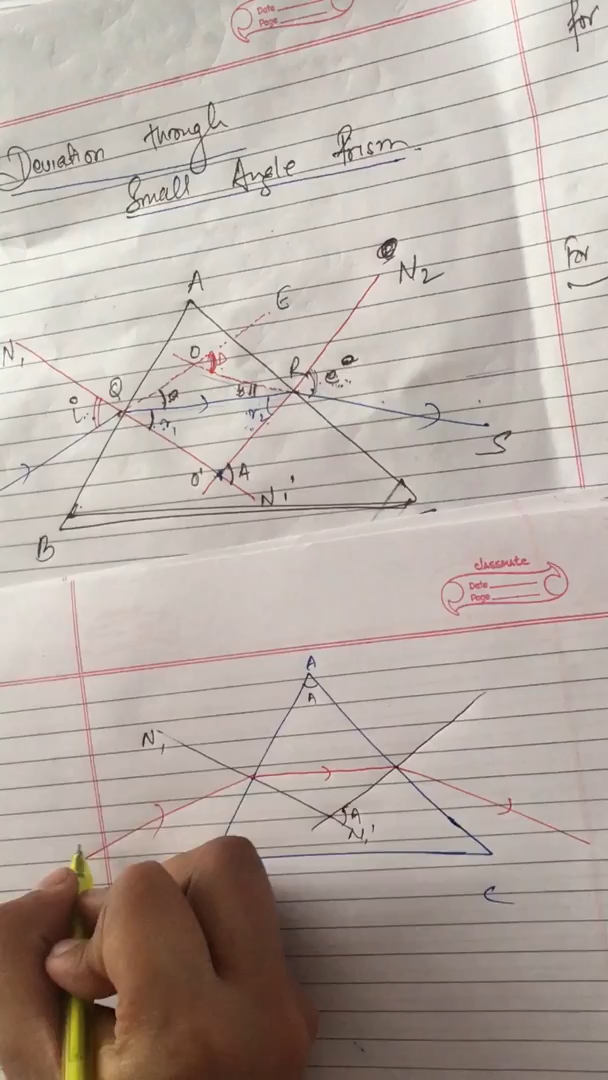 Date
Page
for
Deviation through
Small Angle Prism
For
A
N2
E
N1
O
D
Q
R
e
i
r1
r2
S
O'
A
N1'
B
classmate
Date
Page
A
A
N1
A
N1'
C